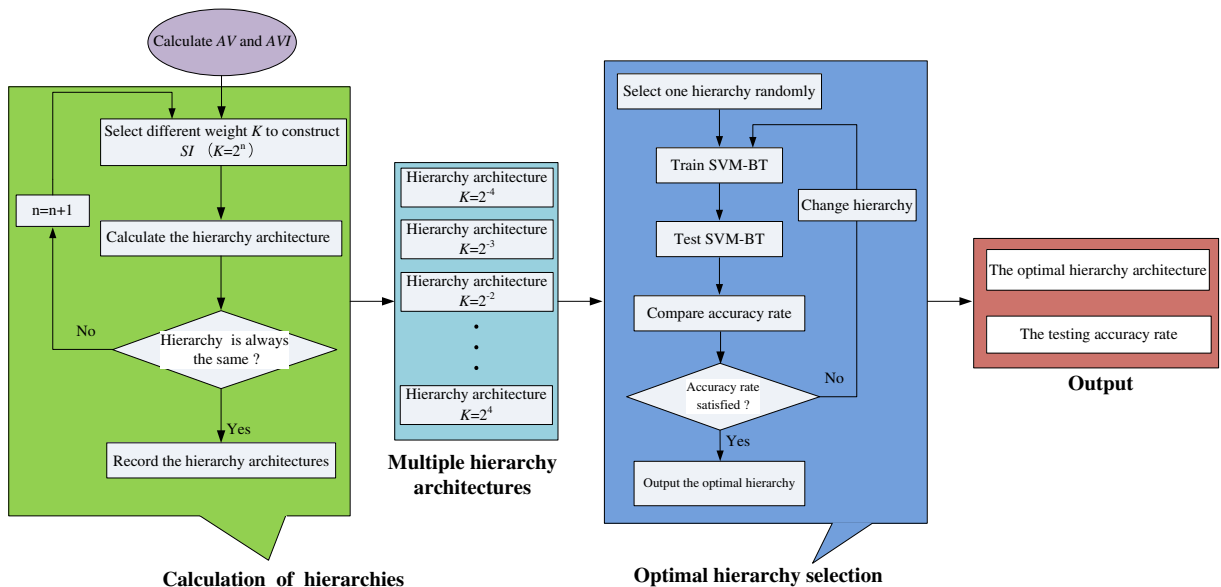 Calculate AV and AVI
Select different weight K to construct
SI （K=2ⁿ）
n=n+1
Calculate the hierarchy architecture
No
Hierarchy is always
the same ?
Yes
Record the hierarchy architectures
Calculation of hierarchies
Hierarchy architecture
K=2⁻⁴
Hierarchy architecture
K=2⁻³
Hierarchy architecture
K=2⁻²
Hierarchy architecture
K=2⁴
Multiple hierarchy
architectures
Select one hierarchy randomly
Train SVM-BT
Change hierarchy
Test SVM-BT
Compare accuracy rate
No
Accuracy rate
satisfied ?
Yes
Output the optimal hierarchy
Optimal hierarchy selection
The optimal hierarchy architecture
The testing accuracy rate
Output